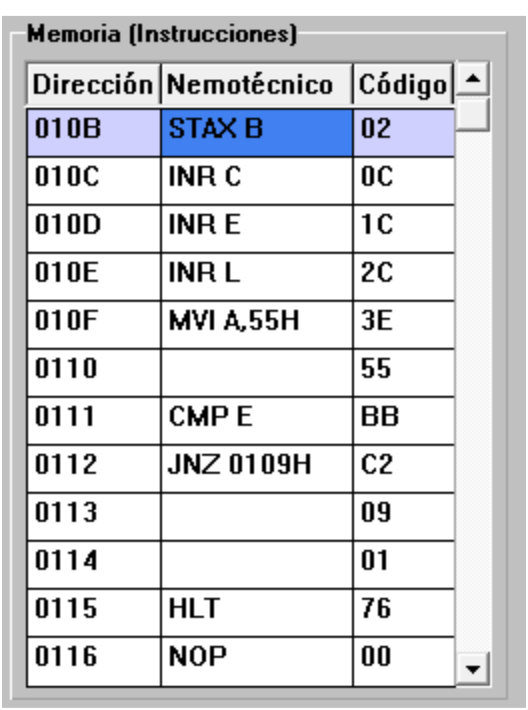 Memoria (Instrucciones)
Dirección Nemotécnico Código
010B STAX B 02
010C INR C 0C
010D INR E 1C
010E INR L 2C
010F MVI A,55H 3E
0110 55
0111 CMP E BB
0112 JNZ 0109H C2
0113 09
0114 01
0115 HLT 76
0116 NOP 00